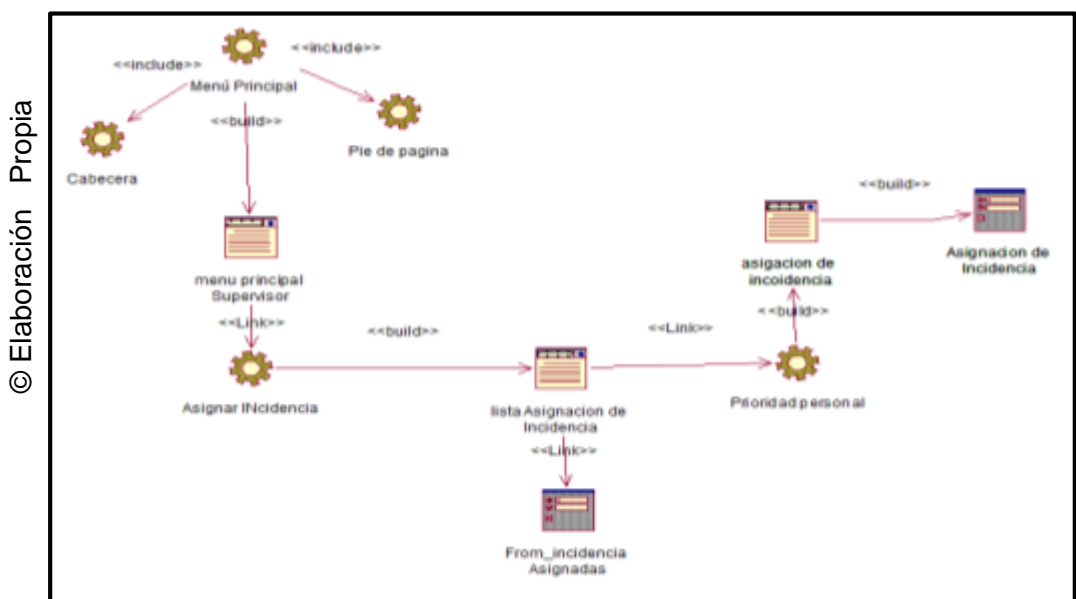 © Elaboración Propia
<<include>>
<<include>>
Menú Principal
<<build>>
Cabecera
Pie de pagina
<<build>>
menu principal
Supervisor
asigacion de
incoidencia
Asignacion de
Incidencia
<<Link>>
<<build>>
<<Link>>
<<build>>
Asignar INcidencia
lista Asignacion de
Incidencia
Prioridad personal
<<Link>>
From_incidencia
Asignadas